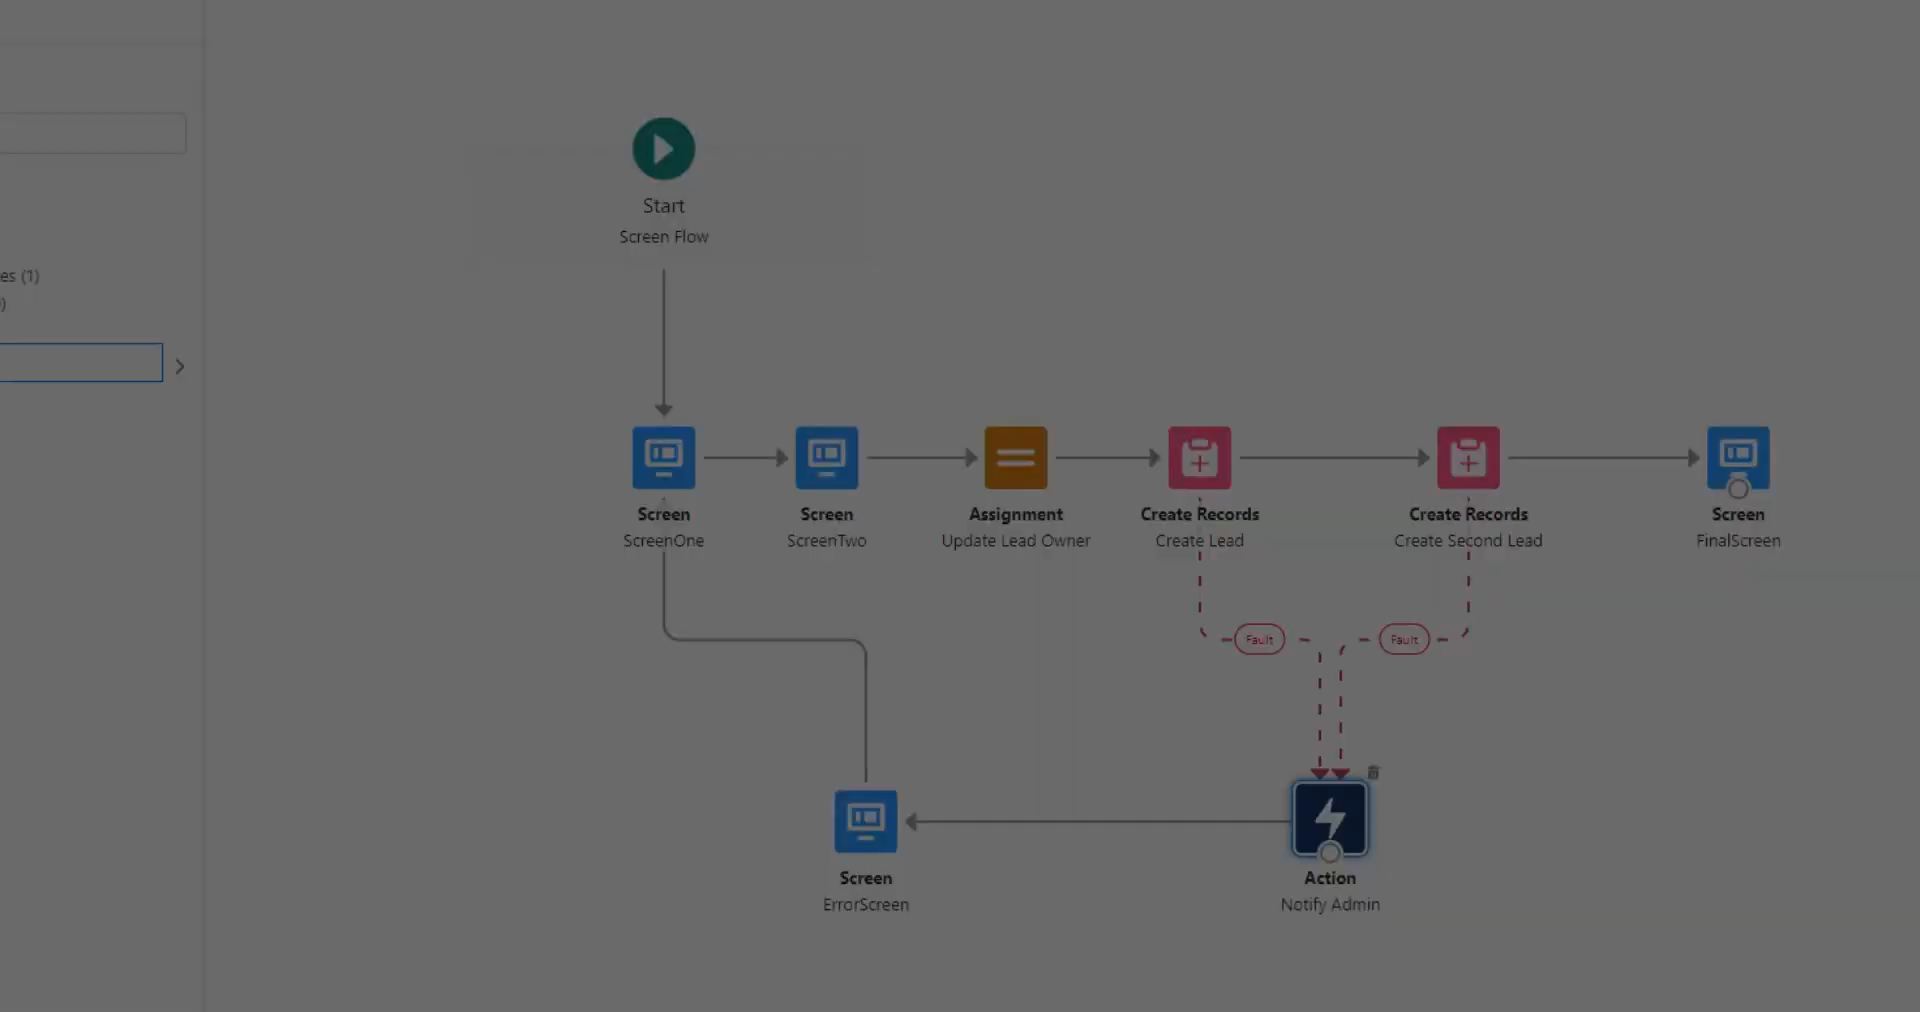 Start
Screen Flow
es (1)
)
Screen
ScreenOne
Screen
ScreenTwo
Assignment
Update Lead Owner
Create Records
Create Lead
Create Records
Create Second Lead
Screen
FinalScreen
Fault
Fault
Screen
ErrorScreen
Action
Notify Admin